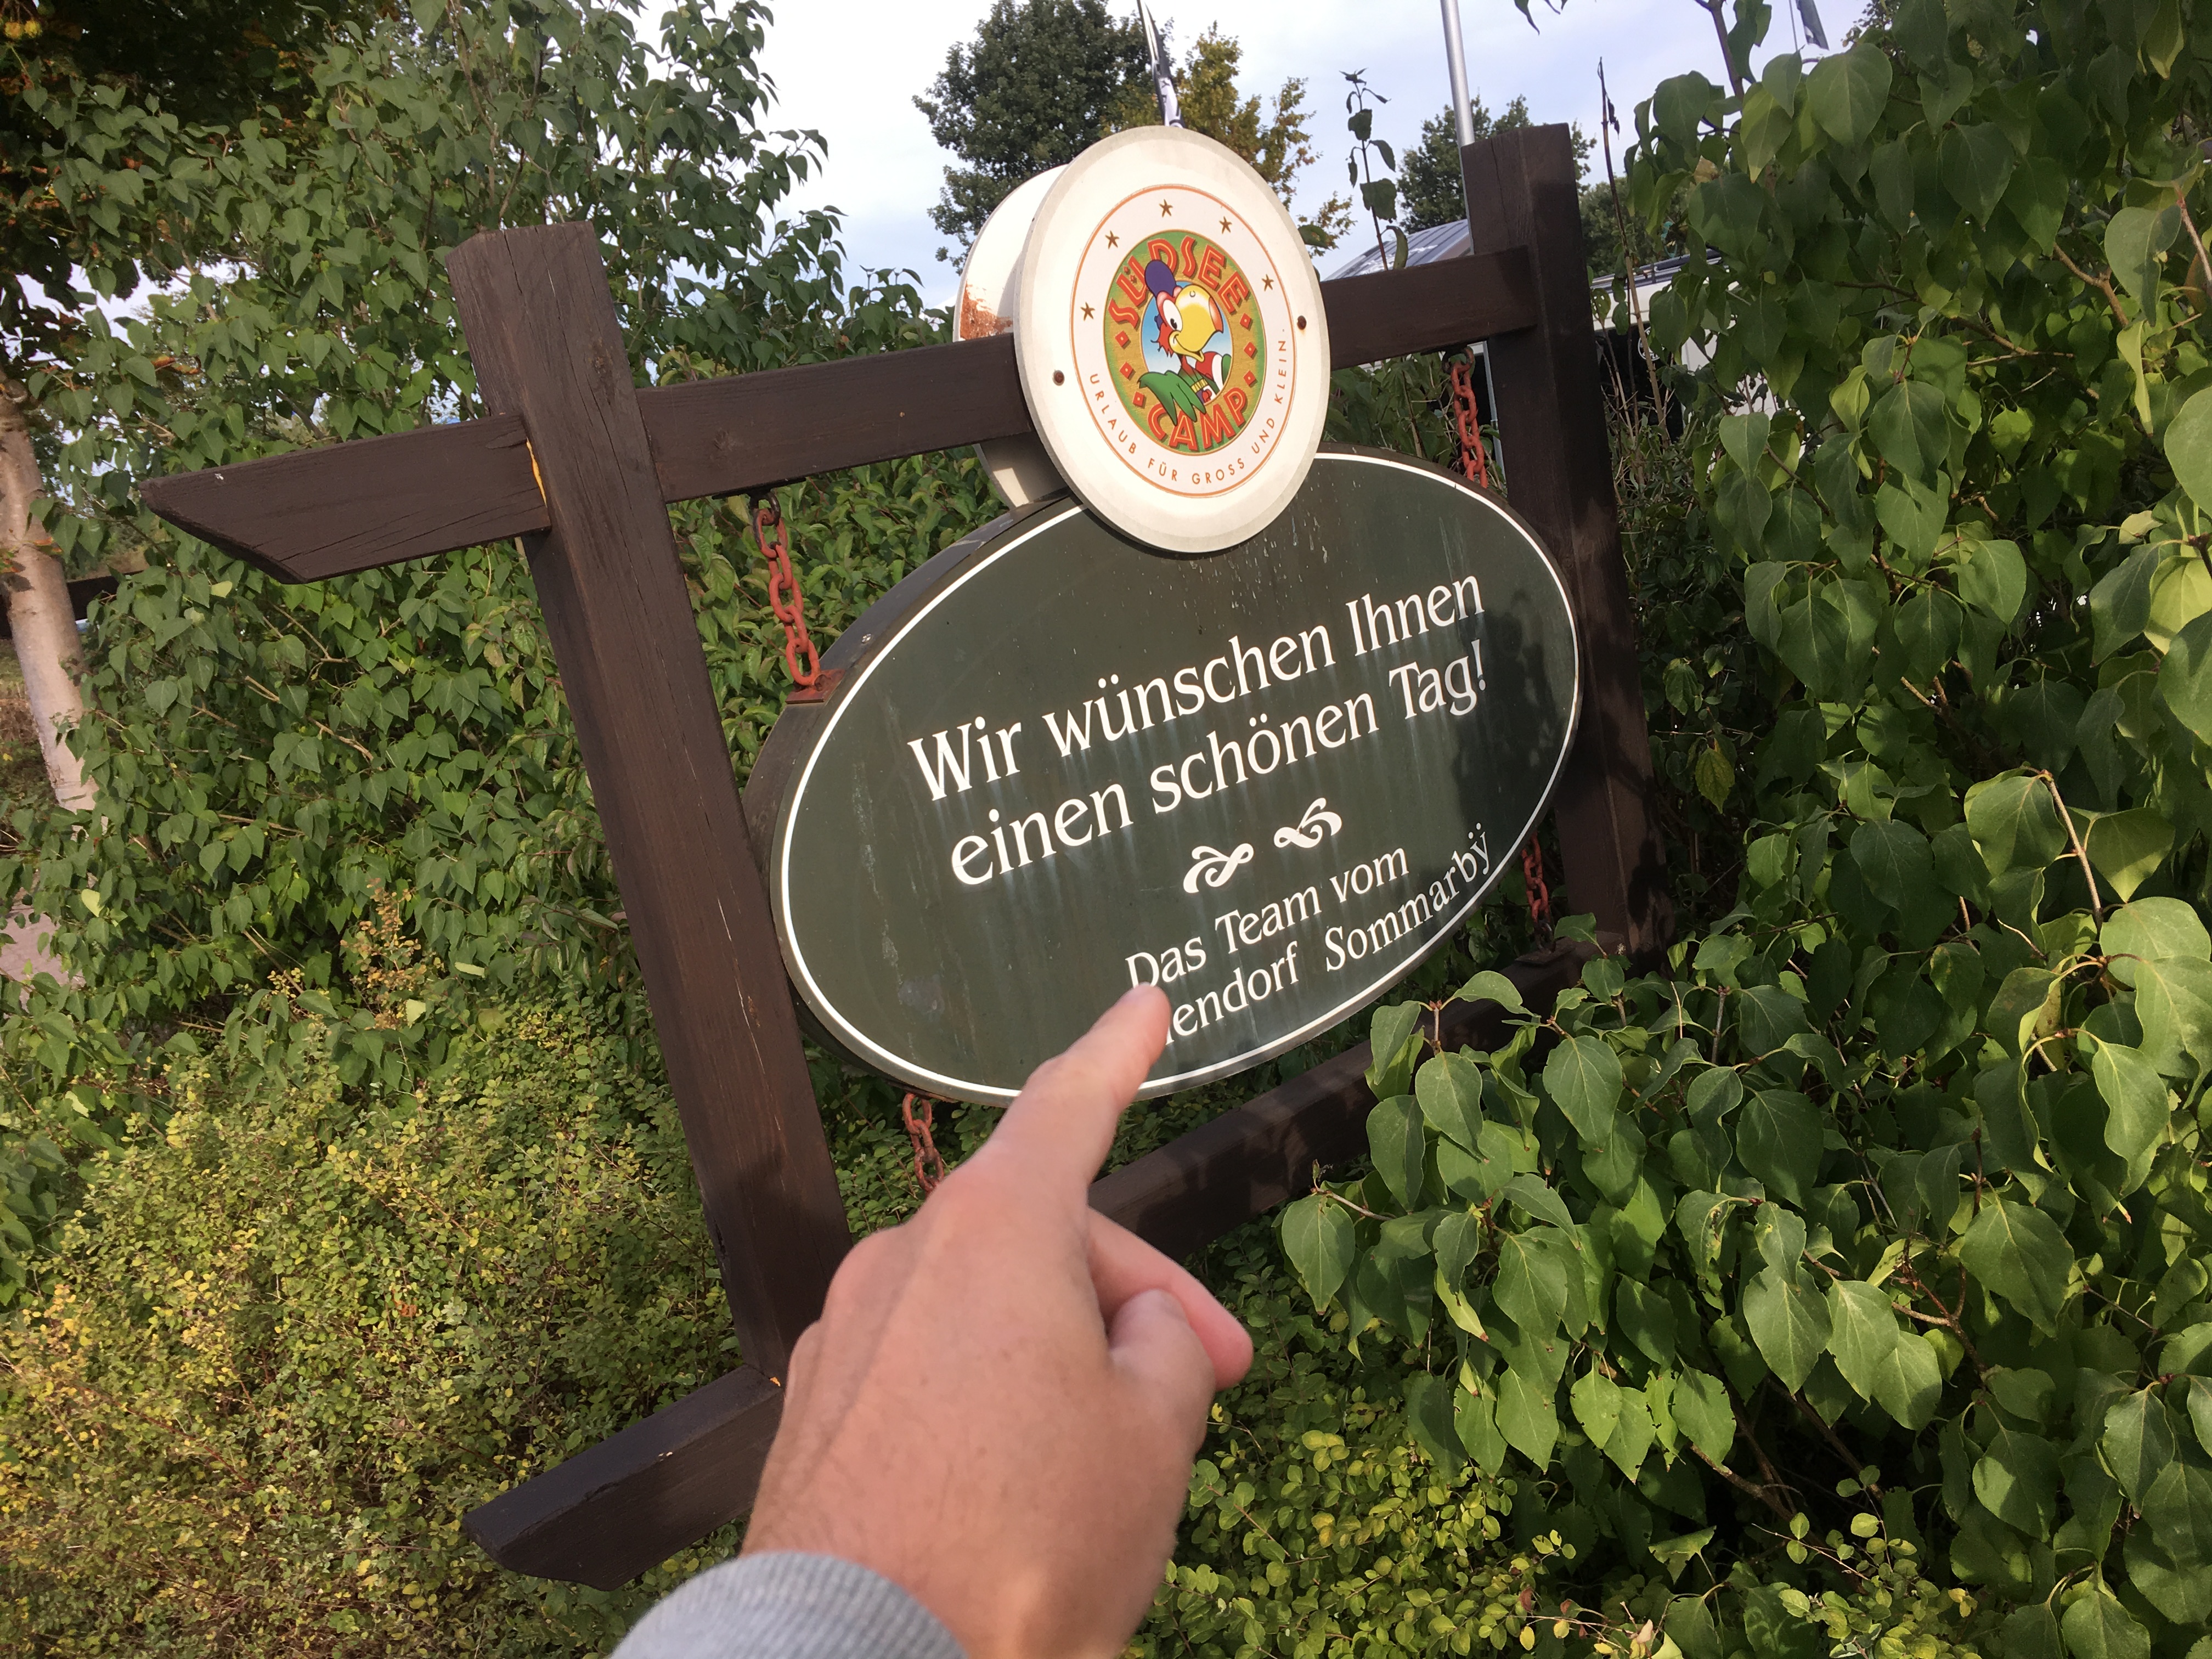 SÜDSEE
CAMP
URLAUB FÜR GROSS UND KLEIN.
Wir wünschen Ihnen
einen schönen Tag!
Das Team vom
Sommarbÿ